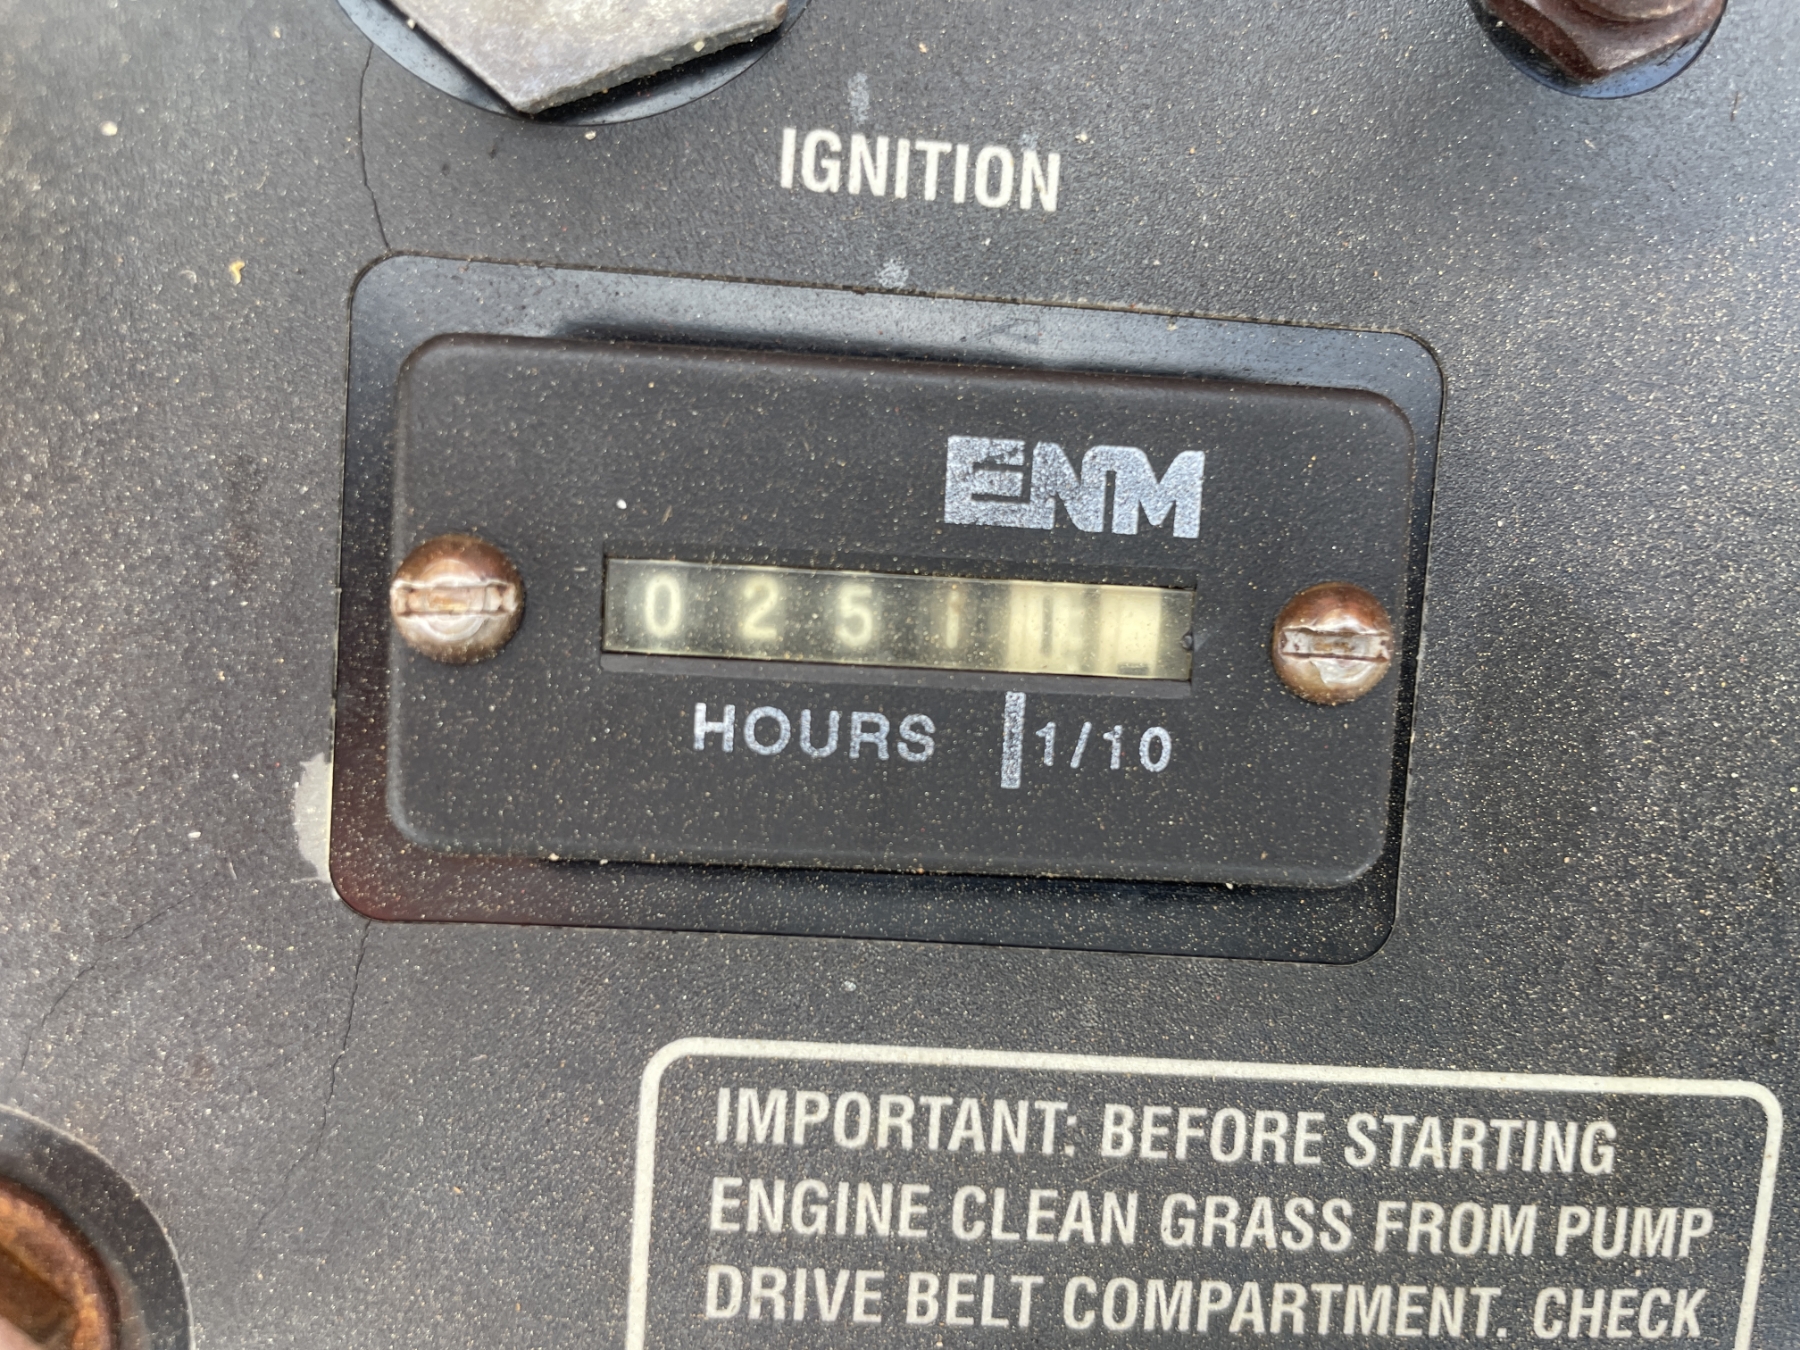 IGNITION
ENM
0 2 5 1
HOURS 1/10
IMPORTANT: BEFORE STARTING
ENGINE CLEAN GRASS FROM PUMP
DRIVE BELT COMPARTMENT. CHECK